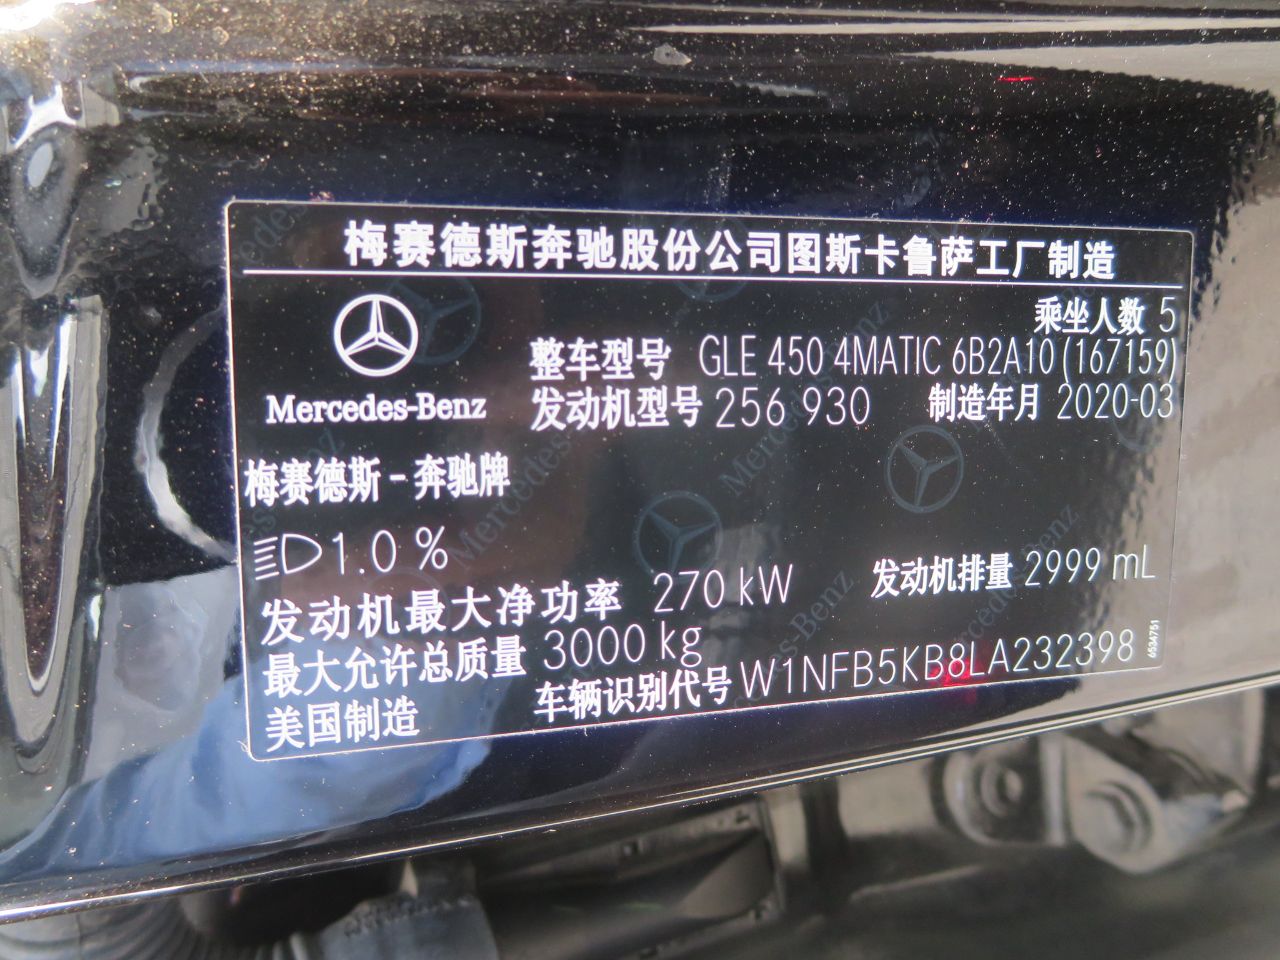 梅赛德斯奔驰股份公司图斯卡鲁萨工厂制造
乘坐人数 5
整车型号 GLE 450 4MATIC 6B2A10 (167159)
Mercedes-Benz
发动机型号 256 930 制造年月 2020-03
梅赛德斯-奔驰牌
1.0 %
发动机最大净功率 270 kW 发动机排量 2999 mL
最大允许总质量 3000 kg
美国制造 车辆识别代号 W1NFB5KB8LA232398
6534751